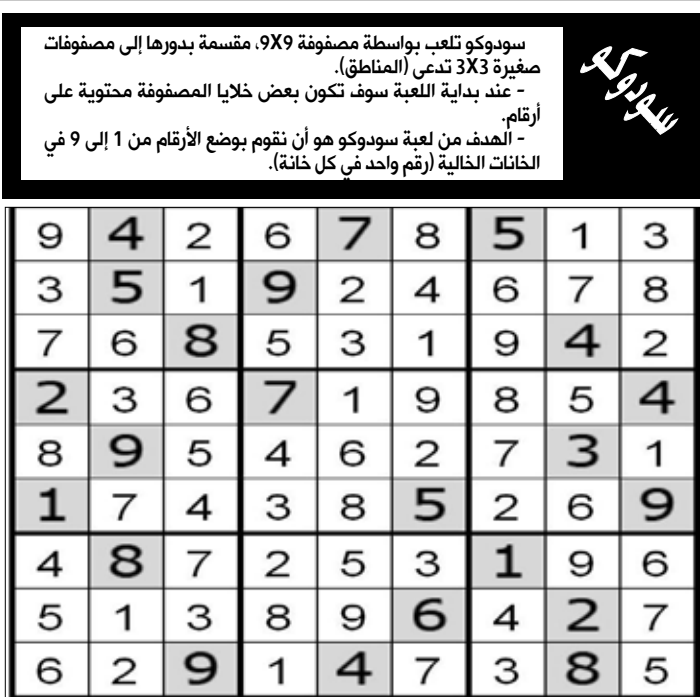 سودوكو
سودوكو تلعب بواسطة مصفوفة 9X9، مقسمة بدورها إلى مصفوفات
صغيرة 3X3 تدعى (المناطق).
- عند بداية اللعبة سوف تكون بعض خلايا المصفوفة محتوية على
أرقام.
- الهدف من لعبة سودوكو هو أن نقوم بوضع الأرقام من 1 إلى 9 في
الخانات الخالية (رقم واحد في كل خانة).
9 4 2 6 7 8 5 1 3
3 5 1 9 2 4 6 7 8
7 6 8 5 3 1 9 4 2
2 3 6 7 1 9 8 5 4
8 9 5 4 6 2 7 3 1
1 7 4 3 8 5 2 6 9
4 8 7 2 5 3 1 9 6
5 1 3 8 9 6 4 2 7
6 2 9 1 4 7 3 8 5